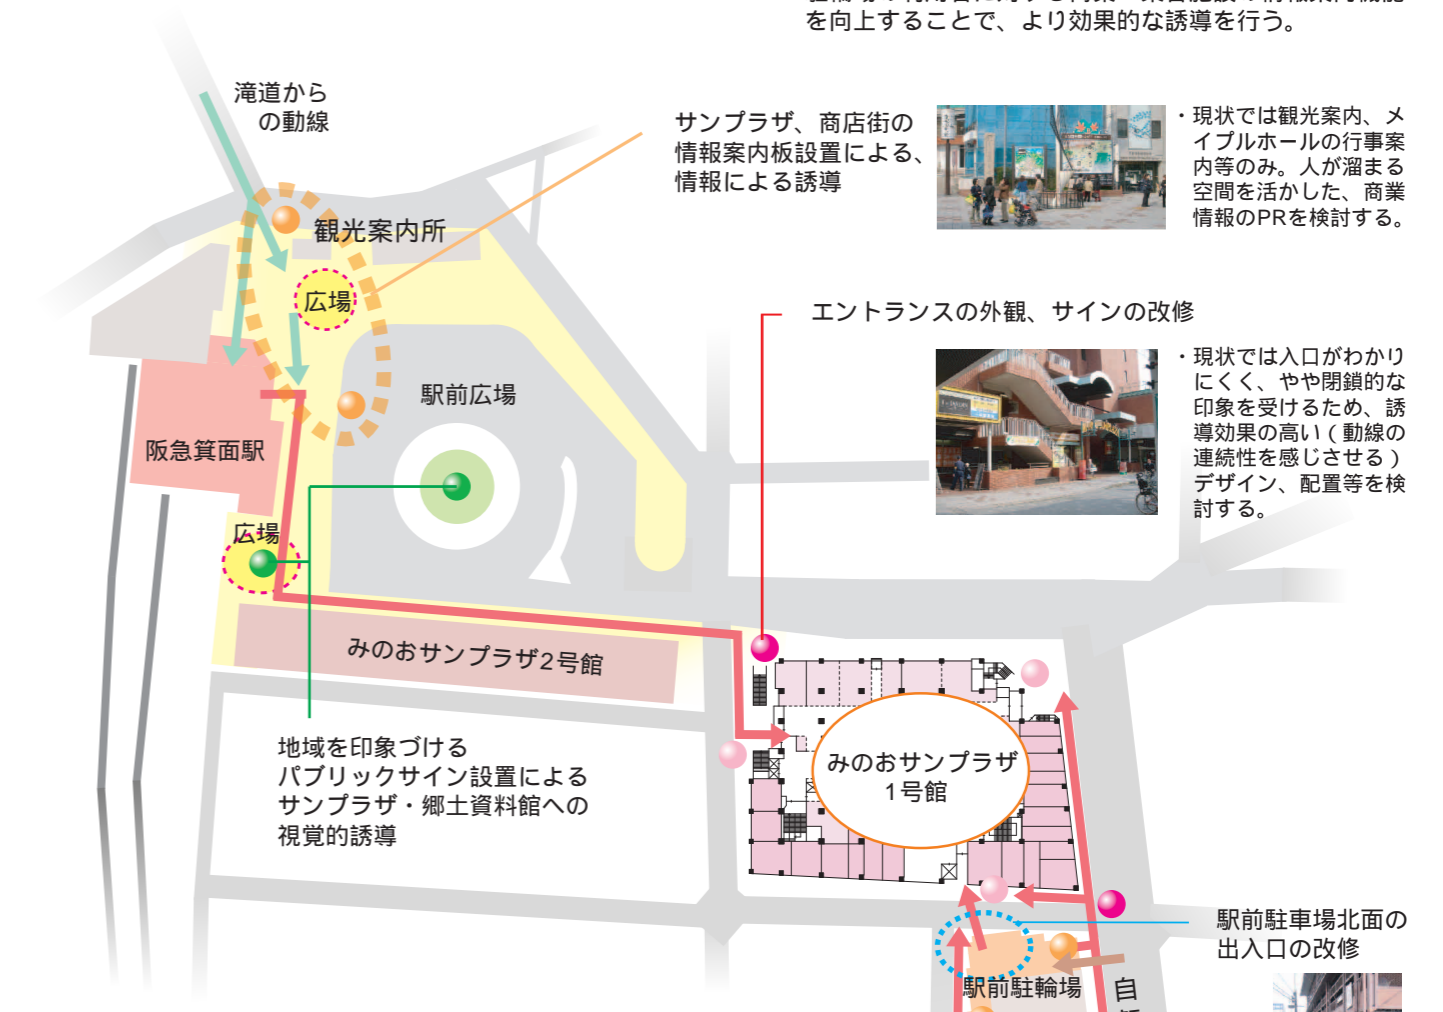 を向上することで、より効果的な誘導を行う。
滝道から
の動線
サンプラザ、商店街の
情報案内板設置による、
情報による誘導
・現状では観光案内、メ
イプルホールの行事案
内等のみ。人が溜まる
空間を活かした、商業
情報のPRを検討する。
観光案内所
広場
エントランスの外観、サインの改修
・現状では入口がわかり
にくく、やや閉鎖的な
印象を受けるため、誘
導効果の高い(動線の
連続性を感じさせる)
デザイン、配置等を検
討する。
駅前広場
阪急箕面駅
広場
みのおサンプラザ2号館
地域を印象づける
パブリックサイン設置による
サンプラザ・郷土資料館への
視覚的誘導
みのおサンプラザ
1号館
駅前駐車場北面の
出入口の改修
駅前駐輪場
自